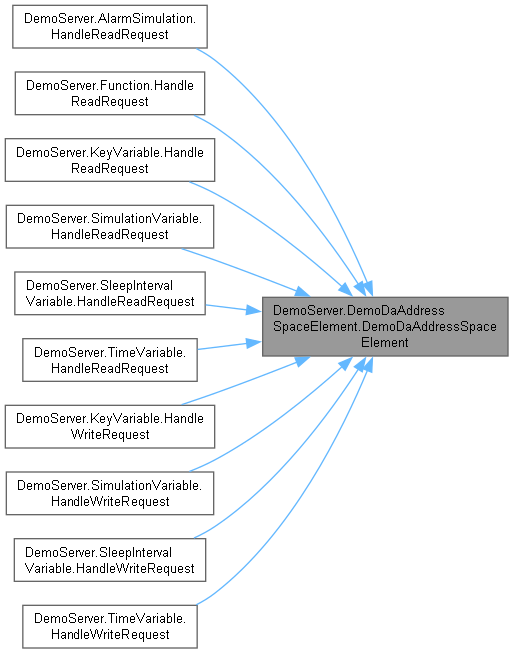 DemoServer.AlarmSimulation.
HandleReadRequest
DemoServer.Function.Handle
ReadRequest
DemoServer.KeyVariable.Handle
ReadRequest
DemoServer.SimulationVariable.
HandleReadRequest
DemoServer.SleepInterval
Variable.HandleReadRequest
DemoServer.TimeVariable.
HandleReadRequest
DemoServer.KeyVariable.Handle
WriteRequest
DemoServer.SimulationVariable.
HandleWriteRequest
DemoServer.SleepInterval
Variable.HandleWriteRequest
DemoServer.TimeVariable.
HandleWriteRequest
DemoServer.DemoDaAddress
SpaceElement.DemoDaAddressSpace
Element